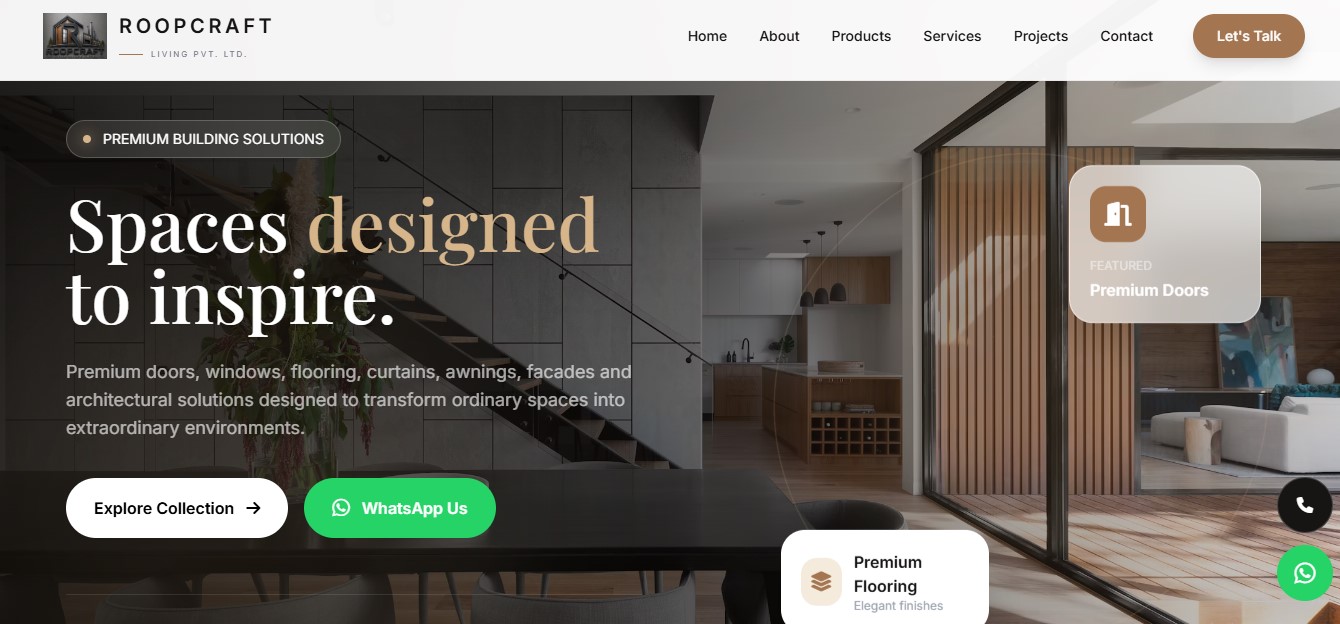 ROOPCRAFT
ROOPCRAFT
LIVING PVT. LTD.
Home
About
Products
Services
Projects
Contact
Let's Talk
PREMIUM BUILDING SOLUTIONS
Spaces designed
to inspire.
Premium doors, windows, flooring, curtains, awnings, facades and
architectural solutions designed to transform ordinary spaces into
extraordinary environments.
Explore Collection
WhatsApp Us
FEATURED
Premium Doors
Premium
Flooring
Elegant finishes